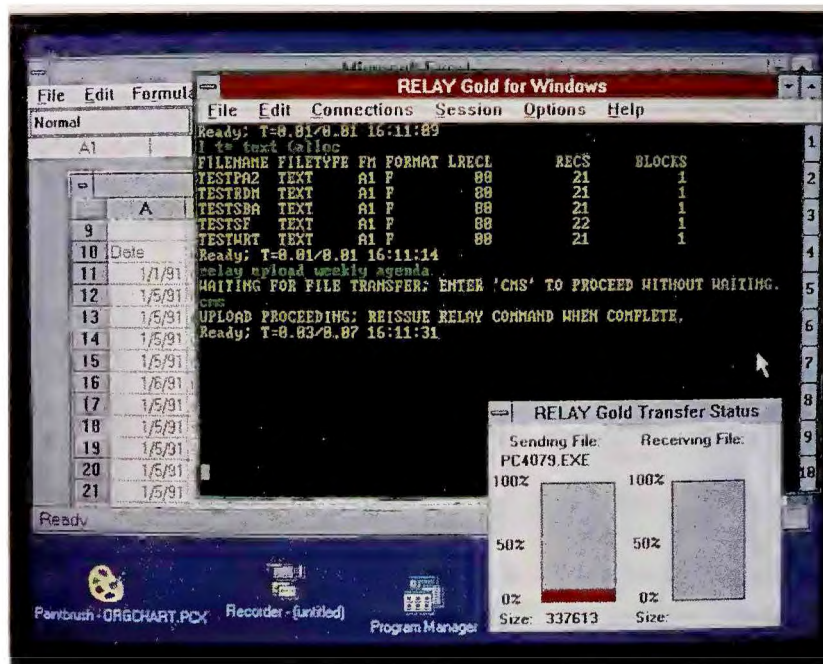 Microsoft Excel
File Edit Formula
Normal
A1
A
9
10 Date
11 1/1/91
12 1/5/91
13 1/5/91
14 1/5/91
15 1/5/91
16 1/6/91
17 1/5/91
18 1/5/91
19 1/5/91
20 1/5/91
21 1/5/91
Ready
RELAY Gold for Windows
File Edit Connections Session Options Help
Ready; T=0.01/0.01 16:11:09
l t* text (alloc
FILENAME FILETYPE FM FORMAT LRECL RECS BLOCKS
TESTPA2 TEXT A1 F 80 21 1
TESTRDM TEXT A1 F 80 21 1
TESTSBA TEXT A1 F 80 21 1
TESTSF TEXT A1 F 80 22 1
TESTWRT TEXT A1 F 80 21 1
Ready; T=0.01/0.01 16:11:14
relay upload weekly agenda
WAITING FOR FILE TRANSFER; ENTER 'CMS' TO PROCEED WITHOUT WAITING.
cms
UPLOAD PROCEEDING; REISSUE RELAY COMMAND WHEN COMPLETE.
Ready; T=0.03/0.07 16:11:31
1
2
3
4
5
6
7
8
9
10
RELAY Gold Transfer Status
Sending File: Receiving File:
PC4079.EXE
100% 100%
50% 50%
0% 0%
Size: 337613 Size:
Paintbrush - ORGCHART.PCX
Recorder - (untitled)
Program Manager